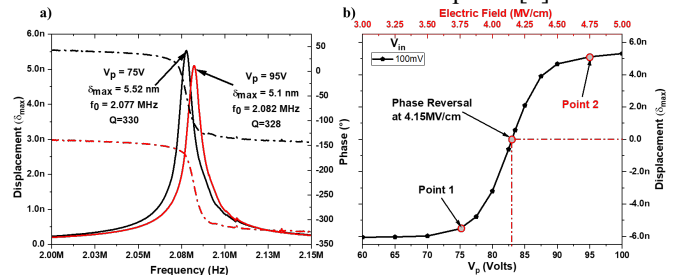 a)
6.0n
5.0n
4.0n
3.0n
2.0n
1.0n
0.0
Displacement (δmax)
50
0
-50
-100
-150
-200
-250
-300
-350
Phase (°)
Vp = 75V
δmax = 5.52 nm
f0 = 2.077 MHz
Q=330
Vp = 95V
δmax = 5.1 nm
f0 = 2.082 MHz
Q=328
2.00M 2.03M 2.05M 2.08M 2.10M 2.13M 2.15M
Frequency (Hz)
b)
Electric Field (MV/cm)
3.00 3.25 3.50 3.75 4.00 4.25 4.50 4.75 5.00
Vin
100mV
Phase Reversal
at 4.15MV/cm
Point 1
Point 2
6.0n
4.0n
2.0n
0.0
-2.0n
-4.0n
-6.0n
Displacement (δmax)
60 65 70 75 80 85 90 95 100
Vp (Volts)